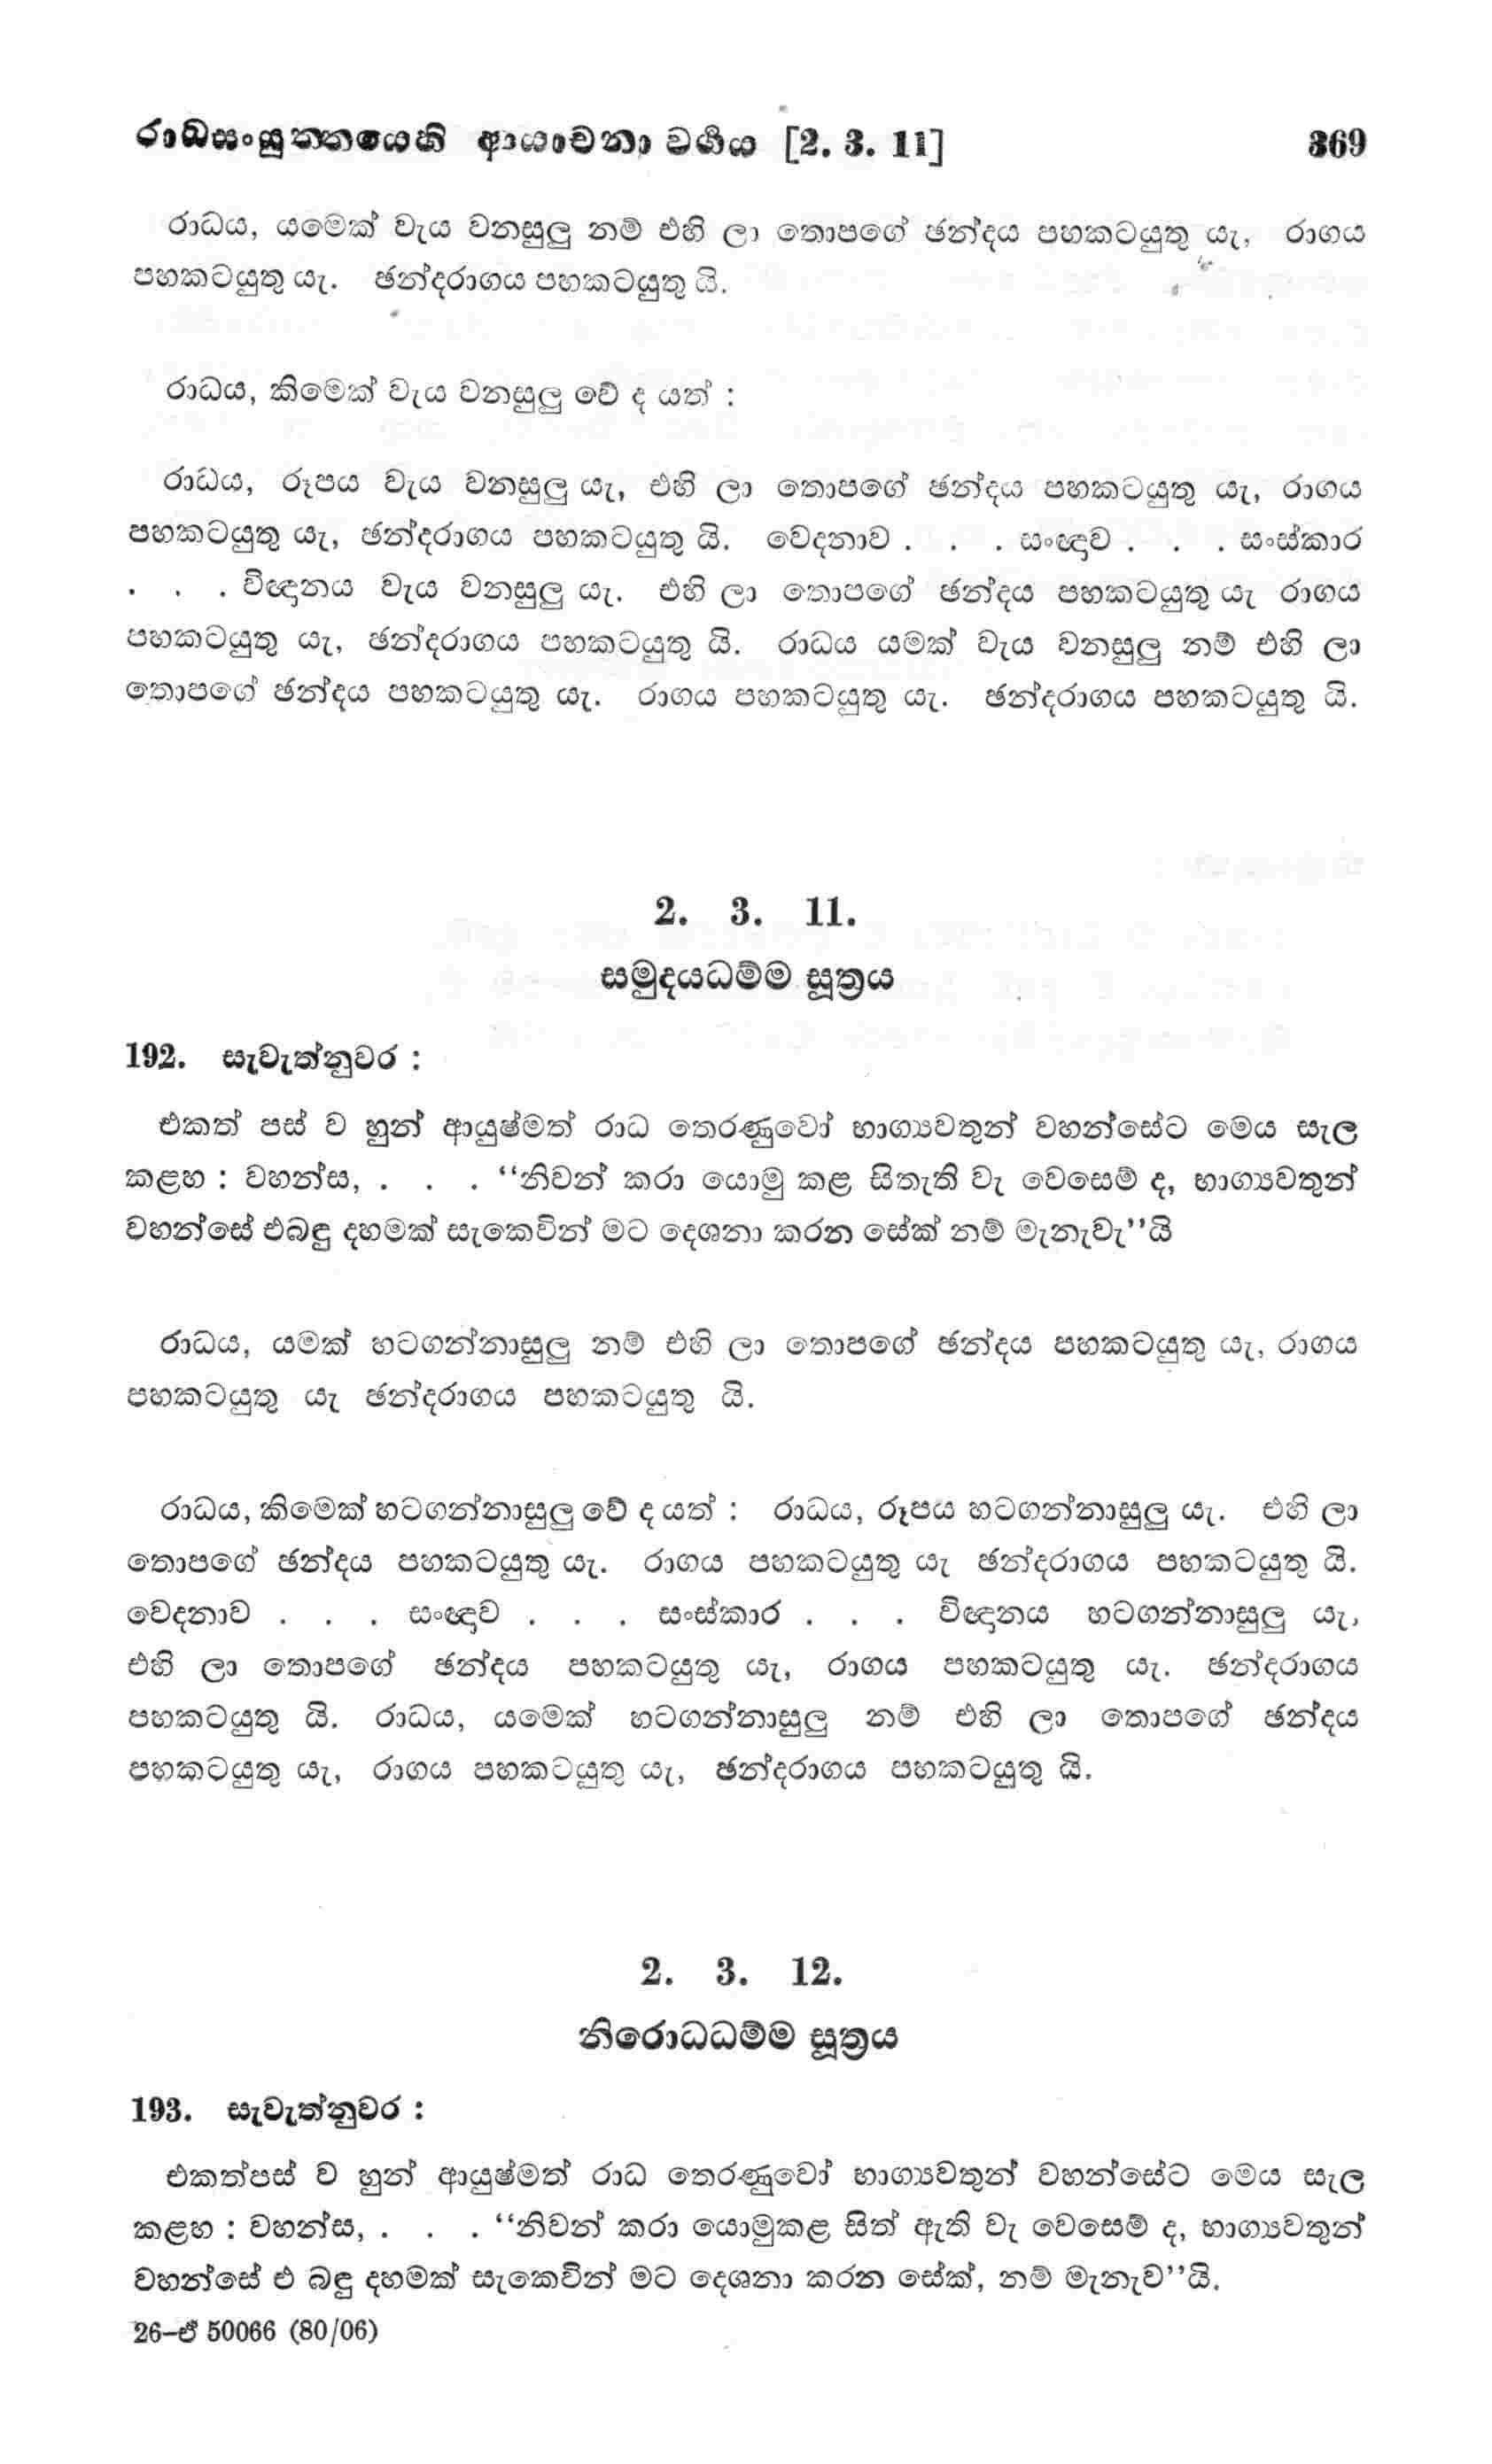 රාධසංයුත්තයෙහි ආයාචනා වර්‍ගය [2. 3. 11] 369
රාධය, යමෙක් වැය වනසුලු නම් එහි ලා තොපගේ ඡන්දය පහකටයුතු යැ, රාගය
පහකටයුතු යැ. ඡන්දරාගය පහකටයුතු යි.
රාධය, කිමෙක් වැය වනසුලු වේ ද යත් :
රාධය, රූපය වැය වනසුලු යැ, එහි ලා තොපගේ ඡන්දය පහකටයුතු යැ, රාගය
පහකටයුතු යැ, ඡන්දරාගය පහකටයුතු යි. වෙදනාව . . . සංඥාව . . . සංස්කාර
. . . විඥානය වැය වනසුලු යැ. එහි ලා තොපගේ ඡන්දය පහකටයුතු යැ රාගය
පහකටයුතු යැ, ඡන්දරාගය පහකටයුතු යි. රාධය යමක් වැය වනසුලු නම් එහි ලා
තොපගේ ඡන්දය පහකටයුතු යැ. රාගය පහකටයුතු යැ. ඡන්දරාගය පහකටයුතු යි.
2. 3. 11.
සමුදයධම්ම සූත්‍රය
192. සැවැත්නුවර :
එකත් පස් ව හුන් ආයුෂ්මත් රාධ තෙරණුවෝ භාග්‍යවතුන් වහන්සේට මෙය සැල
කළහ : වහන්ස, . . . “නිවන් කරා යොමු කළ සිතැති වැ වෙසෙම් ද, භාග්‍යවතුන්
වහන්සේ එබඳු දහමක් සැකෙවින් මට දෙශනා කරන සේක් නම් මැනැවැ”යි
රාධය, යමක් හටගන්නාසුලු නම් එහි ලා තොපගේ ඡන්දය පහකටයුතු යැ, රාගය
පහකටයුතු යැ ඡන්දරාගය පහකටයුතු යි.
රාධය, කිමෙක් හටගන්නාසුලු වේ ද යත් : රාධය, රූපය හටගන්නාසුලු යැ. එහි ලා
තොපගේ ඡන්දය පහකටයුතු යැ. රාගය පහකටයුතු යැ ඡන්දරාගය පහකටයුතු යි.
වෙදනාව . . . සංඥාව . . . සංස්කාර . . . විඥානය හටගන්නාසුලු යැ,
එහි ලා තොපගේ ඡන්දය පහකටයුතු යැ, රාගය පහකටයුතු යැ. ඡන්දරාගය
පහකටයුතු යි. රාධය, යමෙක් හටගන්නාසුලු නම් එහි ලා තොපගේ ඡන්දය
පහකටයුතු යැ, රාගය පහකටයුතු යැ, ඡන්දරාගය පහකටයුතු යි.
2. 3. 12.
නිරොධධම්ම සූත්‍රය
193. සැවැත්නුවර :
එකත්පස් ව හුන් ආයුෂ්මත් රාධ තෙරණුවෝ භාග්‍යවතුන් වහන්සේට මෙය සැල
කළහ : වහන්ස, . . . “නිවන් කරා යොමුකළ සිත් ඇති වැ වෙසෙම් ද, භාග්‍යවතුන්
වහන්සේ එ බඳු දහමක් සැකෙවින් මට දෙශනා කරන සේක්, නම් මැනැව”යි.
26–ඒ 50066 (80/06)